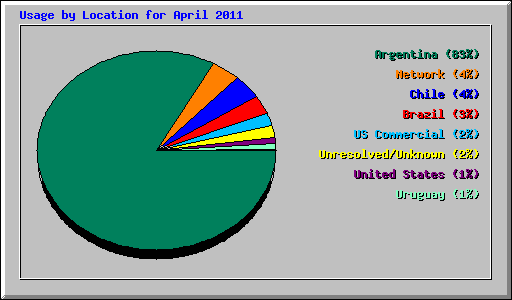 Usage by Location for April 2011
Argentina (83%)
Network (4%)
Chile (4%)
Brazil (3%)
US Commercial (2%)
Unresolved/Unknown (2%)
United States (1%)
Uruguay (1%)